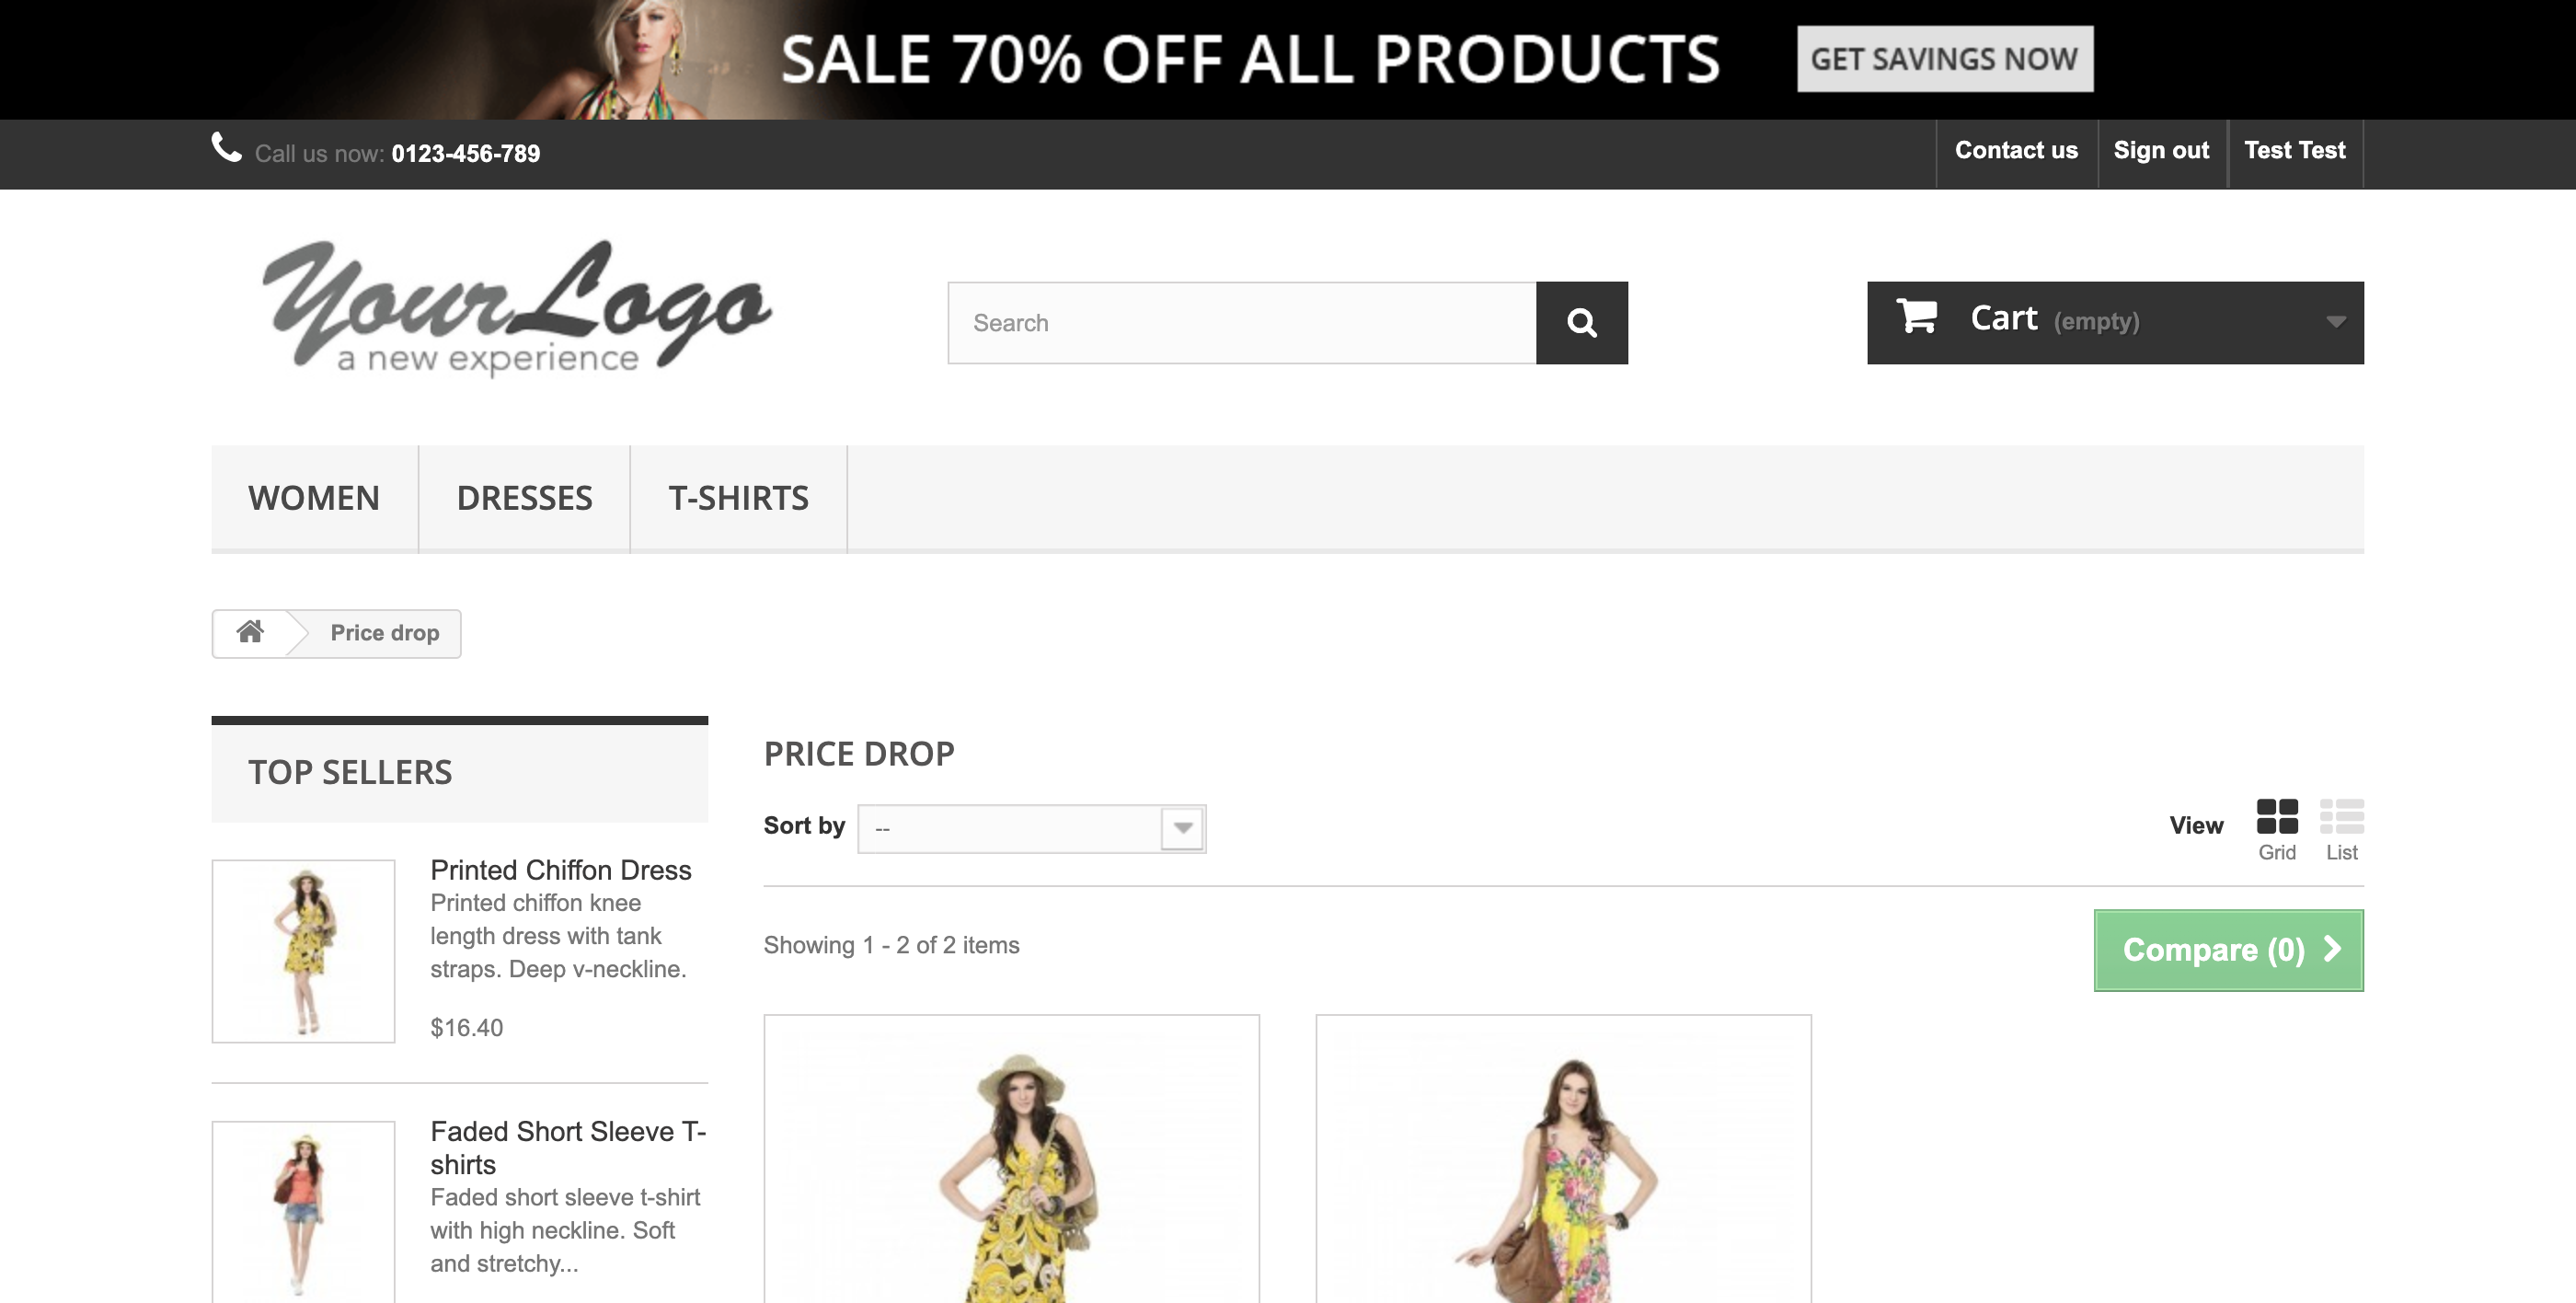 SALE 70% OFF ALL PRODUCTS
GET SAVINGS NOW
Call us now: 0123-456-789
Contact us
Sign out
Test Test
Your Logo
a new experience
Search
Cart (empty)
WOMEN
DRESSES
T-SHIRTS
Price drop
TOP SELLERS
Printed Chiffon Dress
Printed chiffon knee
length dress with tank
straps. Deep v-neckline.
$16.40
Faded Short Sleeve T-
shirts
Faded short sleeve t-shirt
with high neckline. Soft
and stretchy...
PRICE DROP
Sort by
--
View
Grid
List
Showing 1 - 2 of 2 items
Compare (0)